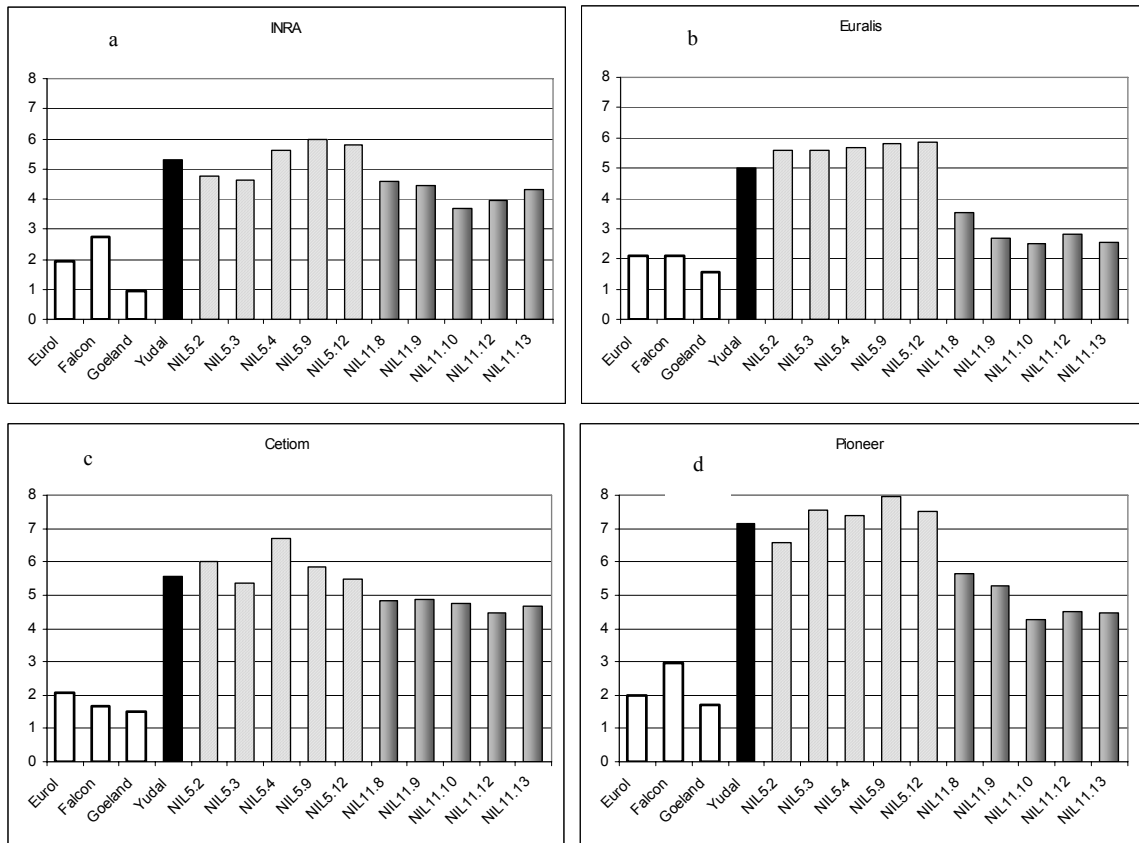 INRA
a
8
7
6
5
4
3
2
1
0
Eurol
Falcon
Goeland
Yudal
NIL5.2
NIL5.3
NIL5.4
NIL5.9
NIL5.12
NIL11.8
NIL11.9
NIL11.10
NIL11.12
NIL11.13
Euralis
b
8
7
6
5
4
3
2
1
0
Eurol
Falcon
Goeland
Yudal
NIL5.2
NIL5.3
NIL5.4
NIL5.9
NIL5.12
NIL11.8
NIL11.9
NIL11.10
NIL11.12
NIL11.13
Cetiom
c
8
7
6
5
4
3
2
1
0
Eurol
Falcon
Goeland
Yudal
NIL5.2
NIL5.3
NIL5.4
NIL5.9
NIL5.12
NIL11.8
NIL11.9
NIL11.10
NIL11.12
NIL11.13
Pioneer
d
8
7
6
5
4
3
2
1
0
Eurol
Falcon
Goeland
Yudal
NIL5.2
NIL5.3
NIL5.4
NIL5.9
NIL5.12
NIL11.8
NIL11.9
NIL11.10
NIL11.12
NIL11.13